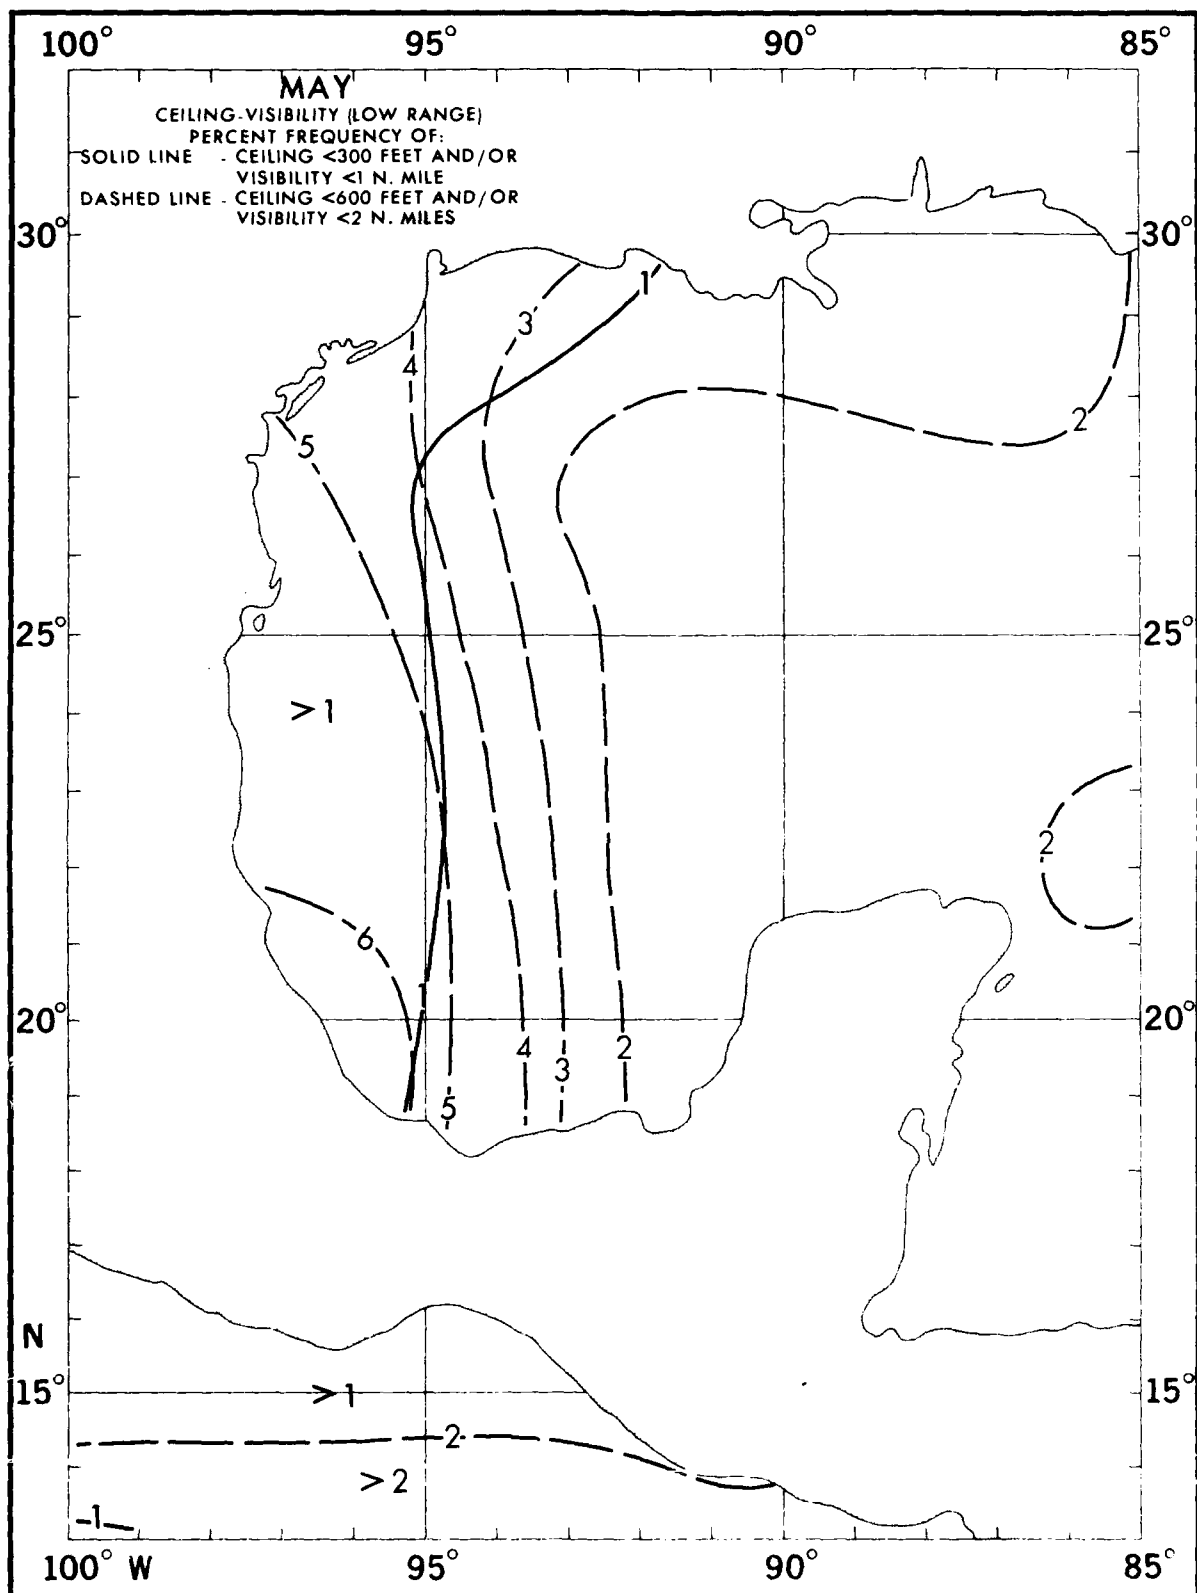 100° 95° 90° 85°
MAY
CEILING-VISIBILITY (LOW RANGE)
PERCENT FREQUENCY OF:
SOLID LINE - CEILING <300 FEET AND/OR
VISIBILITY <1 N. MILE
DASHED LINE - CEILING <600 FEET AND/OR
VISIBILITY <2 N. MILES
30° 30°
1
3
4
2
5
25° 25°
>1
2
6
1
20° 20°
4 2
3
5
N
15° >1 15°
2
>2
1
100° W 95° 90° 85°